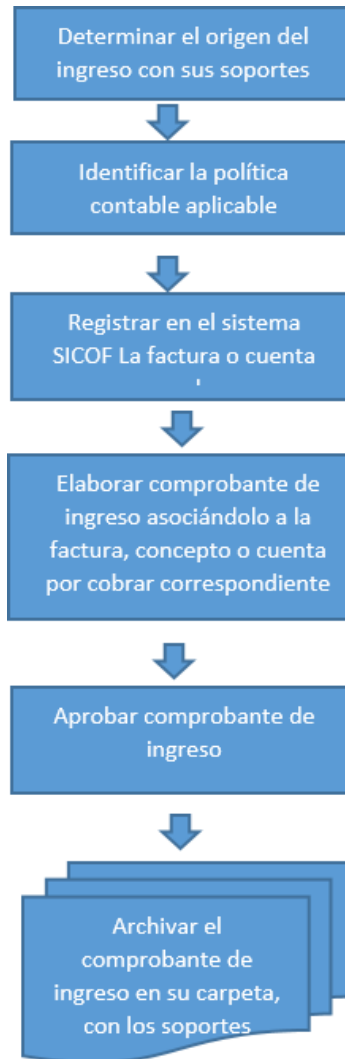 Determinar el origen del
ingreso con sus soportes
Identificar la política
contable aplicable
Registrar en el sistema
SICOF La factura o cuenta
Elaborar comprobante de
ingreso asociándolo a la
factura, concepto o cuenta
por cobrar correspondiente
Aprobar comprobante de
ingreso
Archivar el
comprobante de
ingreso en su carpeta,
con los soportes